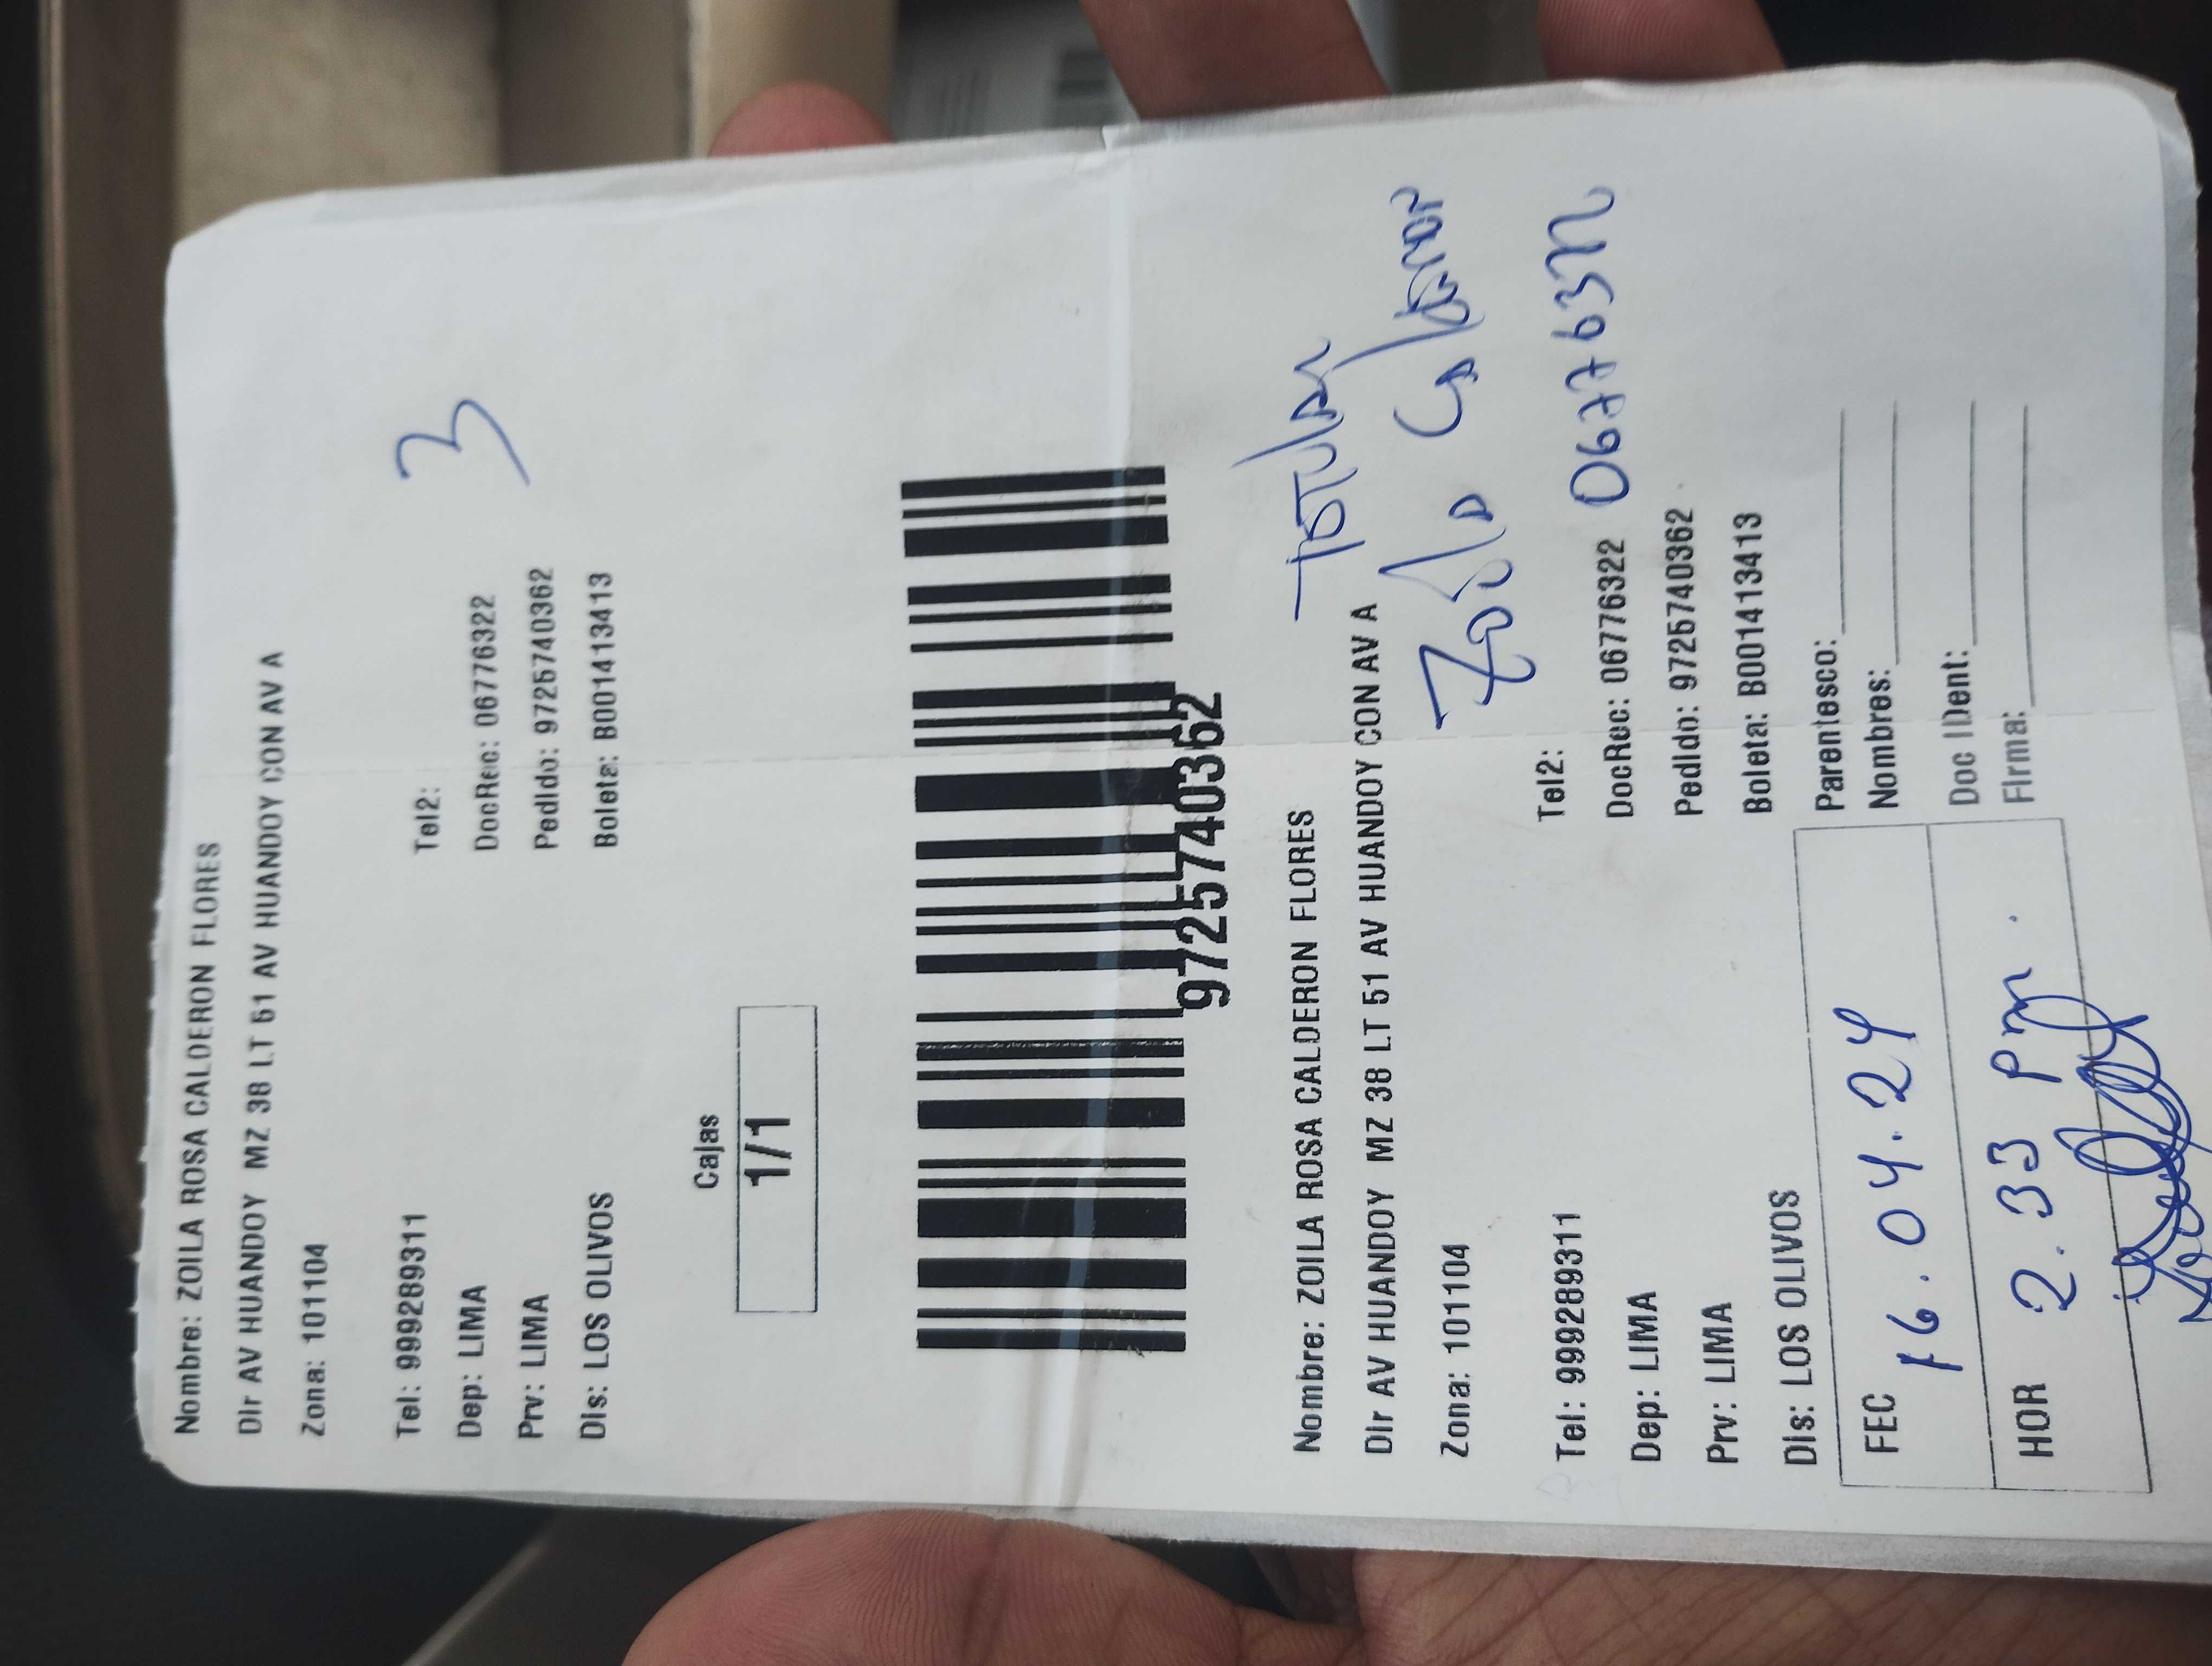 Nombre: ZOILA ROSA CALDERON FLORES
Dir AV HUANDOY MZ 38 LT 51 AV HUANDOY CON AV A
Zona: 101104
Tel: 999289311 Tel2:
Dep: LIMA DocRec: 06776322
Prv: LIMA Pedido: 9725740362
Dis: LOS OLIVOS Boleta: B001413413
3
Cajas
1/1
9725740362
Nombre: ZOILA ROSA CALDERON FLORES
Titular
Dir AV HUANDOY MZ 38 LT 51 AV HUANDOY CON AV A
Zoila Calderon
Zona: 101104
Tel: 999289311 Tel2:
Dep: LIMA DocRec: 06776322 06776322
Prv: LIMA Pedido: 9725740362
Dis: LOS OLIVOS Boleta: B001413413
FEC 16.04.24 Parentesco:
Nombres:
HOR 2.33 Pm. Doc IDent:
Firma: